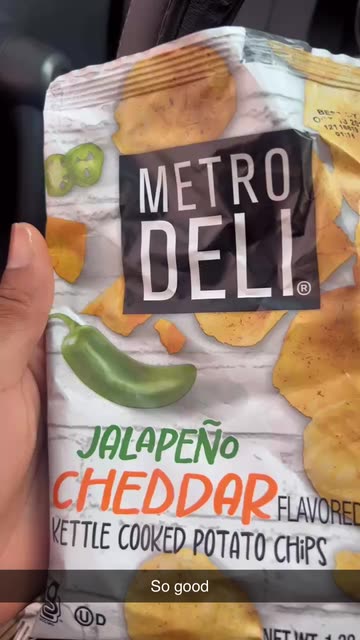 METRO
DELI®
JALAPEÑO
CHEDDAR FLAVORED
KETTLE COOKED POTATO CHIPS
So good
U D